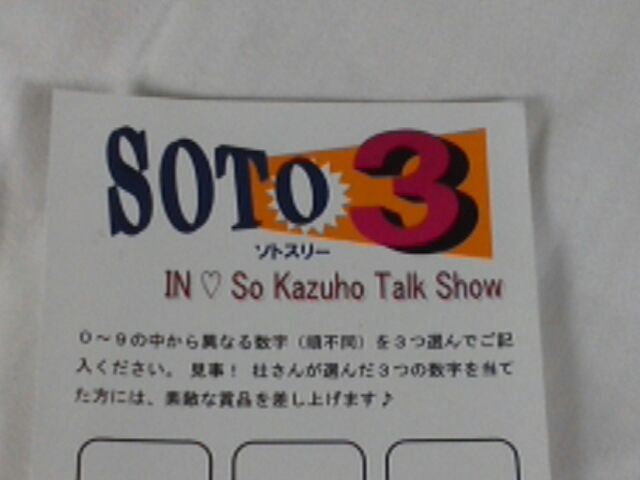 SOTO 3
ソトスリー
IN ♡ So Kazuho Talk Show
0～9の中から異なる数字（順不同）を3つ選んでご記
入ください。見事！ 壮さんが選んだ3つの数字を当て
た方には、素敵な賞品を差し上げます♪